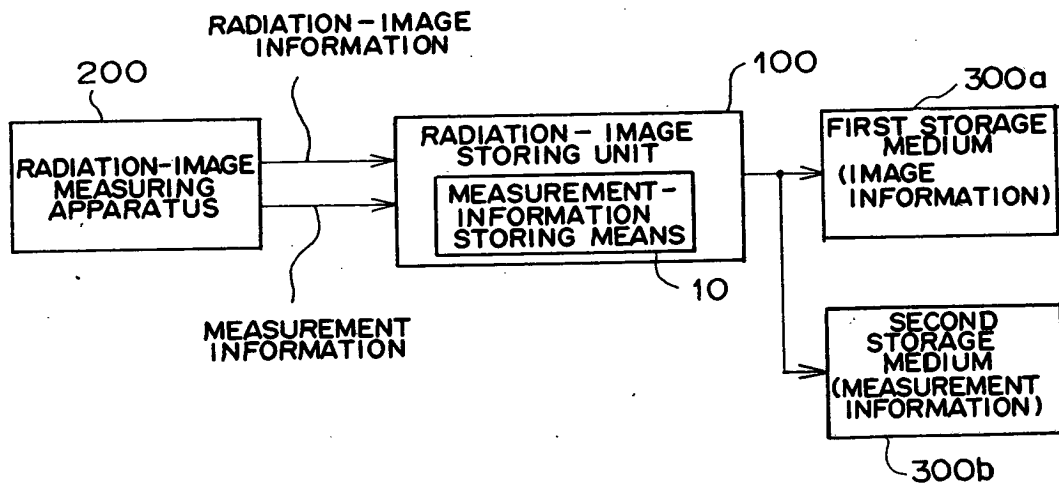 RADIATION-IMAGE
INFORMATION
200
RADIATION-IMAGE
MEASURING
APPARATUS
MEASUREMENT
INFORMATION
100
RADIATION-IMAGE
STORING UNIT
MEASUREMENT-
INFORMATION
STORING MEANS
10
300a
FIRST STORAGE
MEDIUM
(IMAGE
INFORMATION)
SECOND
STORAGE
MEDIUM
(MEASUREMENT
INFORMATION)
300b